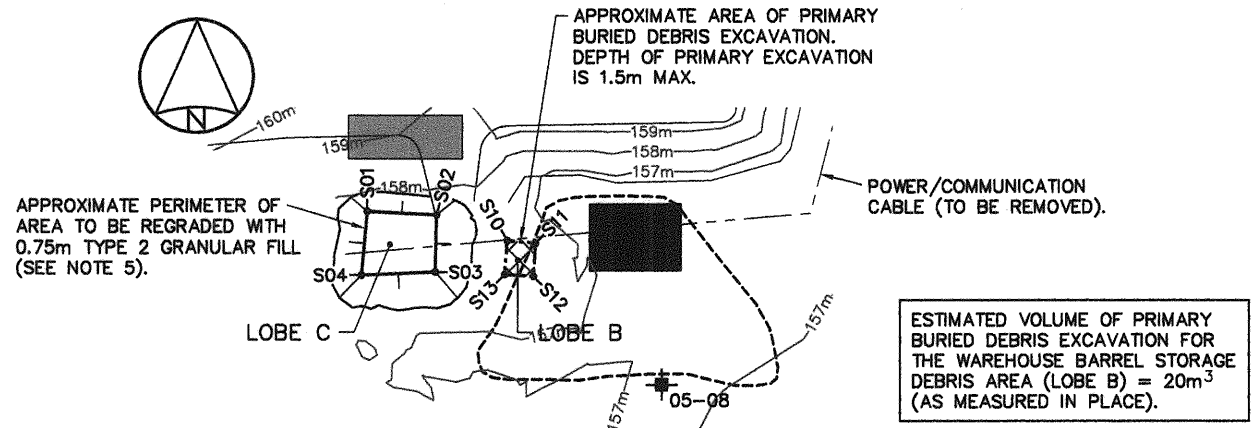 APPROXIMATE AREA OF PRIMARY
BURIED DEBRIS EXCAVATION.
DEPTH OF PRIMARY EXCAVATION
IS 1.5m MAX.
N
160m
159m
159m
158m
157m
158m
S01
S02
S10
S11
POWER/COMMUNICATION
CABLE (TO BE REMOVED).
APPROXIMATE PERIMETER OF
AREA TO BE REGRADED WITH
0.75m TYPE 2 GRANULAR FILL
(SEE NOTE 5).
S04
S03
S13
S12
LOBE C
LOBE B
157m
157m
05-08
ESTIMATED VOLUME OF PRIMARY
BURIED DEBRIS EXCAVATION FOR
THE WAREHOUSE BARREL STORAGE
DEBRIS AREA (LOBE B) = 20m³
(AS MEASURED IN PLACE).